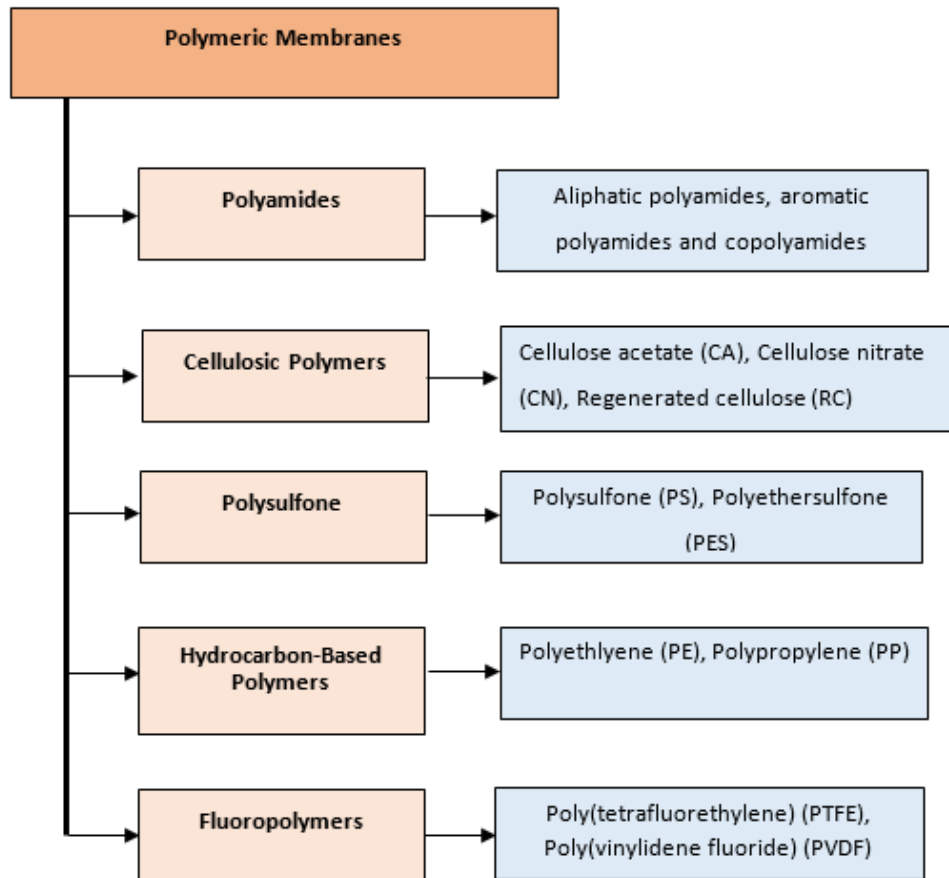 Polymeric Membranes
Polyamides
Aliphatic polyamides, aromatic
polyamides and copolyamides
Cellulosic Polymers
Cellulose acetate (CA), Cellulose nitrate
(CN), Regenerated cellulose (RC)
Polysulfone
Polysulfone (PS), Polyethersulfone
(PES)
Hydrocarbon-Based
Polymers
Polyethlyene (PE), Polypropylene (PP)
Fluoropolymers
Poly(tetrafluorethylene) (PTFE),
Poly(vinylidene fluoride) (PVDF)